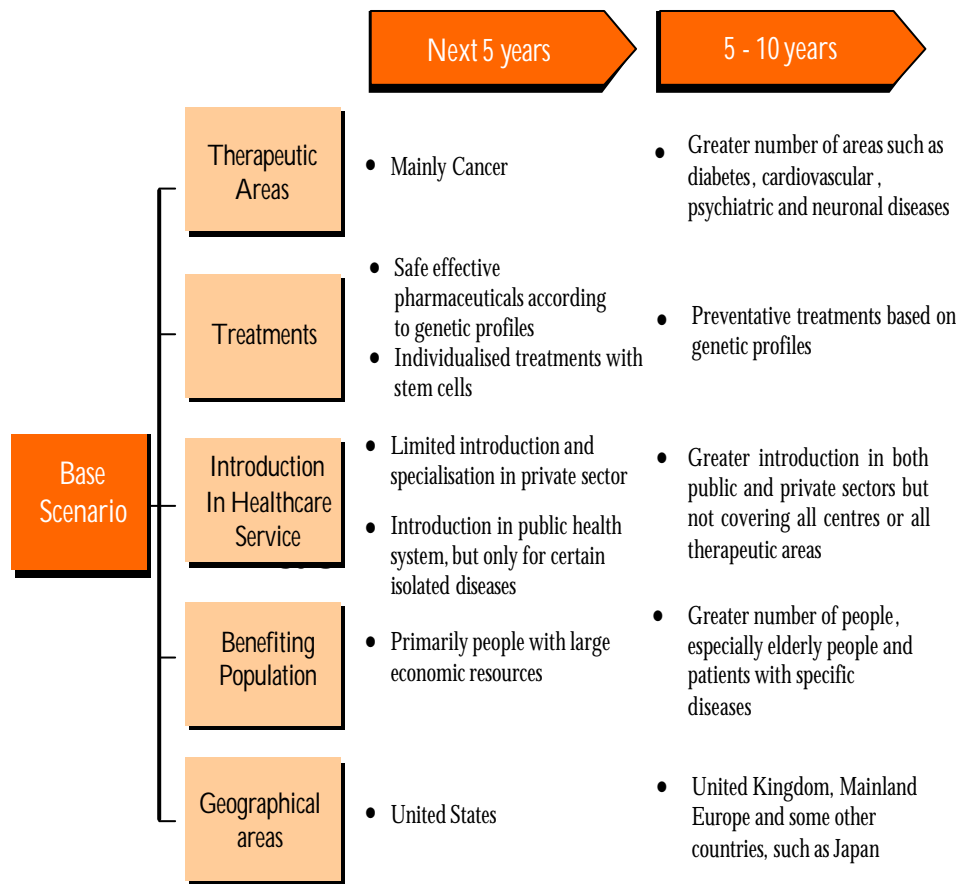 Next 5 years
5 - 10 years
Base
Scenario
Therapeutic
Areas
• Mainly Cancer
• Greater number of areas such as
diabetes, cardiovascular,
psychiatric and neuronal diseases
Treatments
• Safe effective
pharmaceuticals according
to genetic profiles
• Individualised treatments with
stem cells
• Preventative treatments based on
genetic profiles
Introduction
In Healthcare
Service
• Limited introduction and
specialisation in private sector
• Introduction in public health
system, but only for certain
isolated diseases
• Greater introduction in both
public and private sectors but
not covering all centres or all
therapeutic areas
Benefiting
Population
• Primarily people with large
economic resources
• Greater number of people,
especially elderly people and
patients with specific
diseases
Geographical
areas
• United States
• United Kingdom, Mainland
Europe and some other
countries, such as Japan